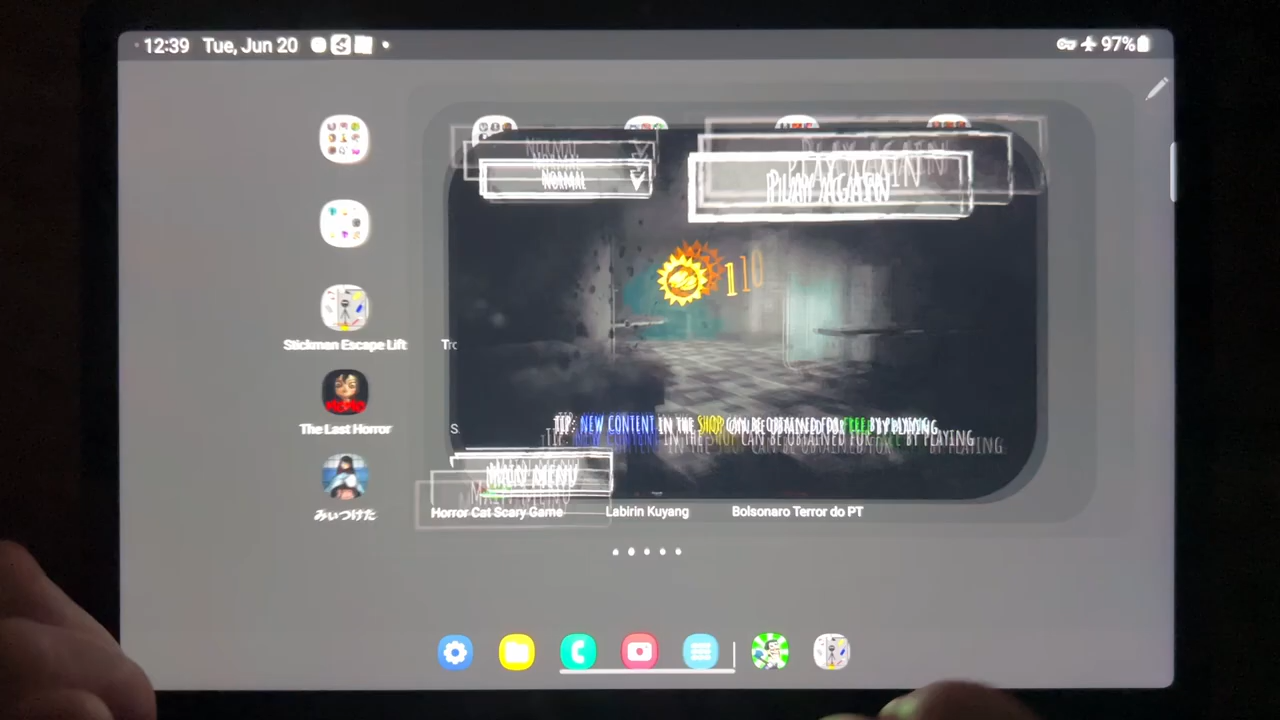 12:39 Tue, Jun 20
97%
NORMAL
PLAY AGAIN
110
Stickman Escape Lift
The Last Horror
TIP: NEW CONTENT IN THE SHOP CAN BE OBTAINED FOR FREE BY PLAYING
MAIN MENU
みぃつけた
Horror Cat Scary Game
Labirin Kuyang
Bolsonaro Terror do PT